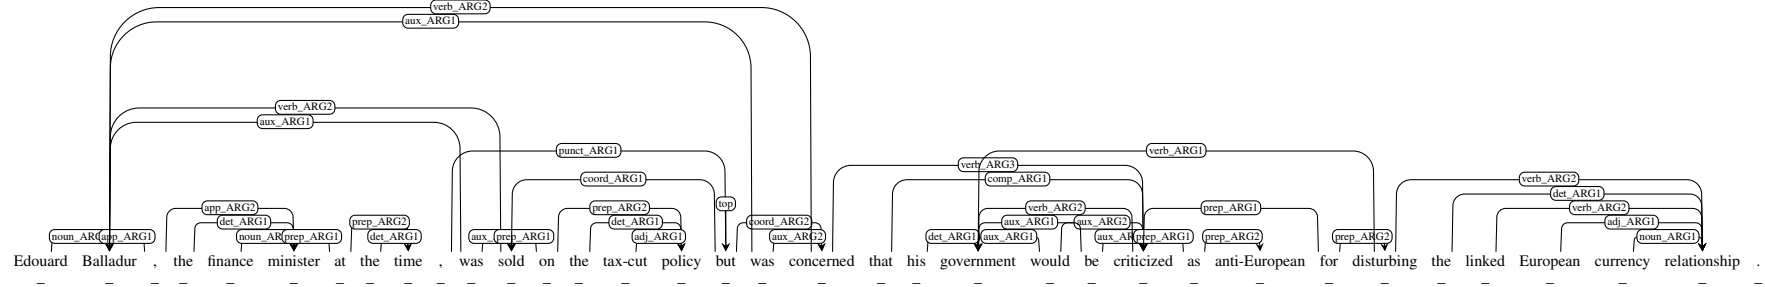 verb_ARG2
aux_ARG1
verb_ARG2
aux_ARG1
punct_ARG1 verb_ARG1
verb_ARG3
coord_ARG1 comp_ARG1 verb_ARG2
det_ARG1
top
app_ARG2 prep_ARG2 prep_ARG2 verb_ARG2 prep_ARG1 verb_ARG2
det_ARG1 prep_ARG2 det_ARG1 coord_ARG2 aux_ARG1 aux_ARG2 adj_ARG1
app_ARG1 prep_ARG1 det_ARG1 prep_ARG1 adj_ARG1 aux_ARG2 det_ARG1 aux_ARG1 prep_ARG1 prep_ARG2 prep_ARG2 noun_ARG1
Edouard Balladur , the finance minister at the time , was sold on the tax-cut policy but was concerned that his government would be criticized as anti-European for disturbing the linked European currency relationship .